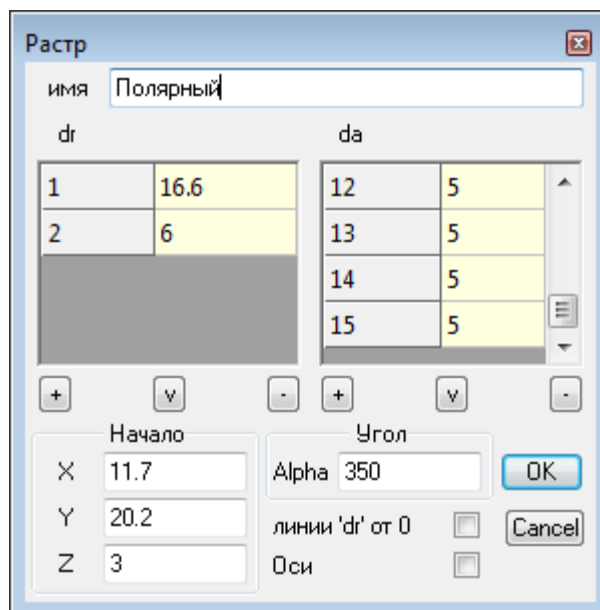 Растр
имя Полярный
dr da
1 16.6 12 5
2 6 13 5
14 5
15 5
+ v - + v -
Начало Угол
X 11.7 Alpha 350 OK
Y 20.2 линии 'dr' от 0 Cancel
Z 3 Оси